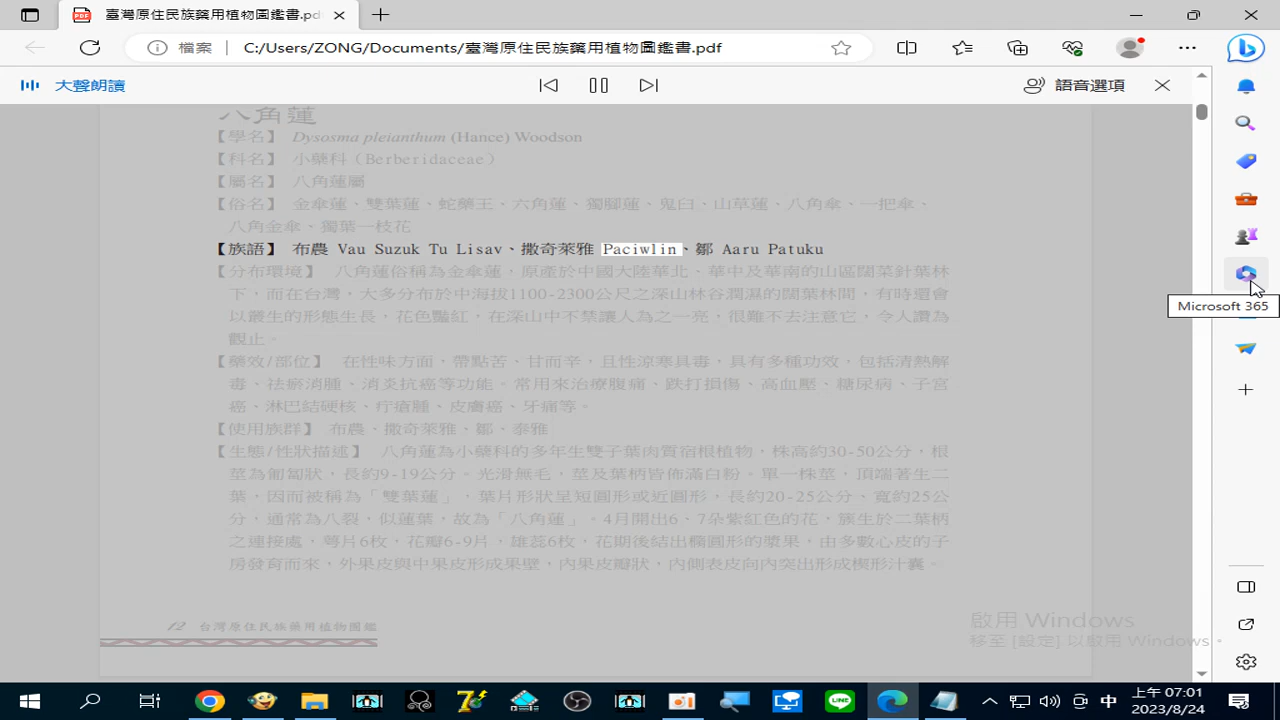 臺灣原住民族藥用植物圖鑑書.pdf
檔案 C:/Users/ZONG/Documents/臺灣原住民族藥用植物圖鑑書.pdf
大聲朗讀
語音選項
八角蓮
【學名】 Dysosma pleianthum (Hance) Woodson
【科名】 小蘗科（Berberidaceae）
【屬名】 八角蓮屬
【俗名】 金傘蓮、雙葉蓮、蛇藥王、六角蓮、獨腳蓮、鬼臼、山草蓮、八角傘、一把傘、
八角金傘、獨葉一枝花
【族語】 布農 Vau Suzuk Tu Lisav、撒奇萊雅 Paciwlin、鄒 Aaru Patuku
【分布環境】 八角蓮俗稱為金傘蓮，原產於中國大陸華北、華中及華南的山區闊菜針葉林
下，而在台灣，大多分布於中海拔1100-2300公尺之深山林谷潤濕的闊葉林間，有時還會
以叢生的形態生長，花色豔紅，在深山中不禁讓人為之一亮，很難不去注意它，令人讚為
觀止。
【藥效/部位】 在性味方面，帶點苦、甘而辛，且性涼寒具毒，具有多種功效，包括清熱解
毒、袪瘀消腫、消炎抗癌等功能。常用來治療腹痛、跌打損傷、高血壓、糖尿病、子宮
癌、淋巴結硬核、疔瘡腫、皮膚癌、牙痛等。
【使用族群】 布農、撒奇萊雅、鄒、泰雅
【生態/性狀描述】 八角蓮為小蘗科的多年生雙子葉肉質宿根植物，株高約30-50公分，根
莖為匍匐狀，長約9-19公分。光滑無毛，莖及葉柄皆佈滿白粉。單一株莖，頂端著生二
葉，因而被稱為「雙葉蓮」，葉片形狀呈短圓形或近圓形，長約20-25公分、寬約25公
分，通常為八裂，似蓮葉，故為「八角蓮」。4月開出6、7朵紫紅色的花，簇生於二葉柄
之連接處，萼片6枚，花瓣6-9片，雄蕊6枚，花期後結出橢圓形的漿果，由多數心皮的子
房發育而來，外果皮與中果皮形成果壁，內果皮瓣狀，內側表皮向內突出形成楔形汁囊。
12 台灣原住民族藥用植物圖鑑
Microsoft 365
啟用 Windows
移至 [設定] 以啟用 Windows。
LINE
中
上午 07:01
2023/8/24